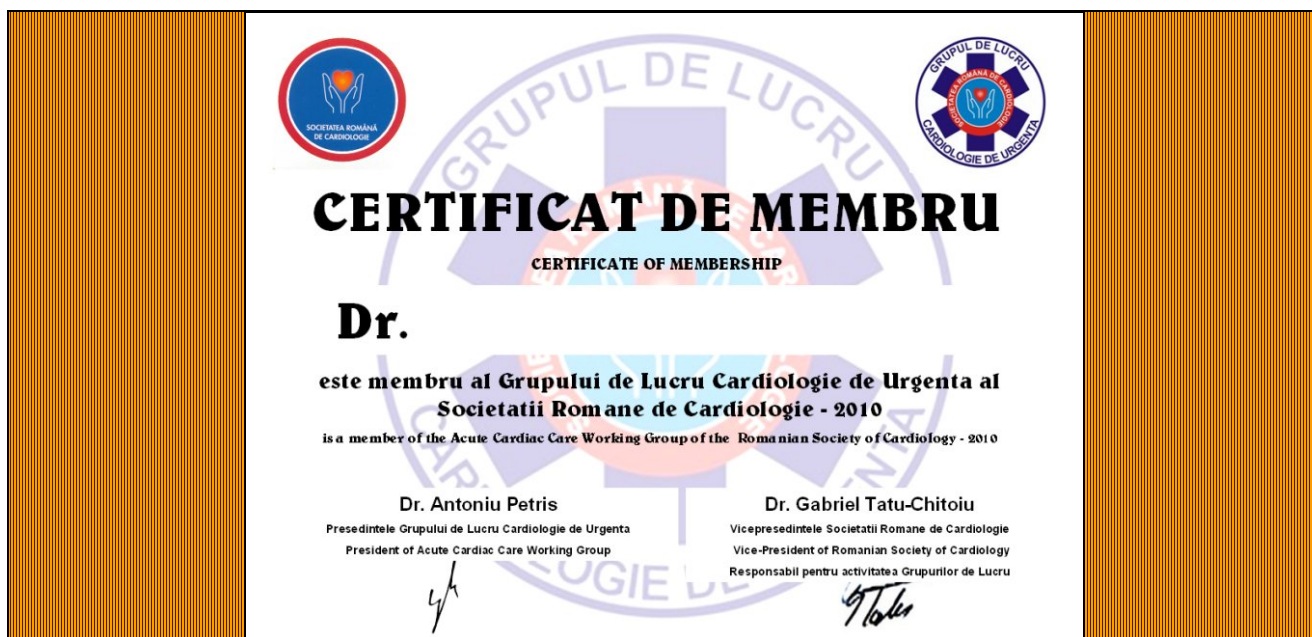 SOCIETATEA ROMÂNĂ
DE CARDIOLOGIE
GRUPUL DE LUCRU
SOCIETATEA ROMÂNĂ DE CARDIOLOGIE
CARDIOLOGIE DE URGENTA
GRUPUL DE LUCRU
CERTIFICAT DE MEMBRU
CERTIFICATE OF MEMBERSHIP
Dr.
este membru al Grupului de Lucru Cardiologie de Urgenta al
Societatii Romane de Cardiologie - 2010
is a member of the Acute Cardiac Care Working Group of the Romanian Society of Cardiology - 2010
Dr. Antoniu Petris
Presedintele Grupului de Lucru Cardiologie de Urgenta
President of Acute Cardiac Care Working Group
Dr. Gabriel Tatu-Chitoiu
Vicepresedintele Societatii Romane de Cardiologie
Vice-President of Romanian Society of Cardiology
Responsabil pentru activitatea Grupurilor de Lucru